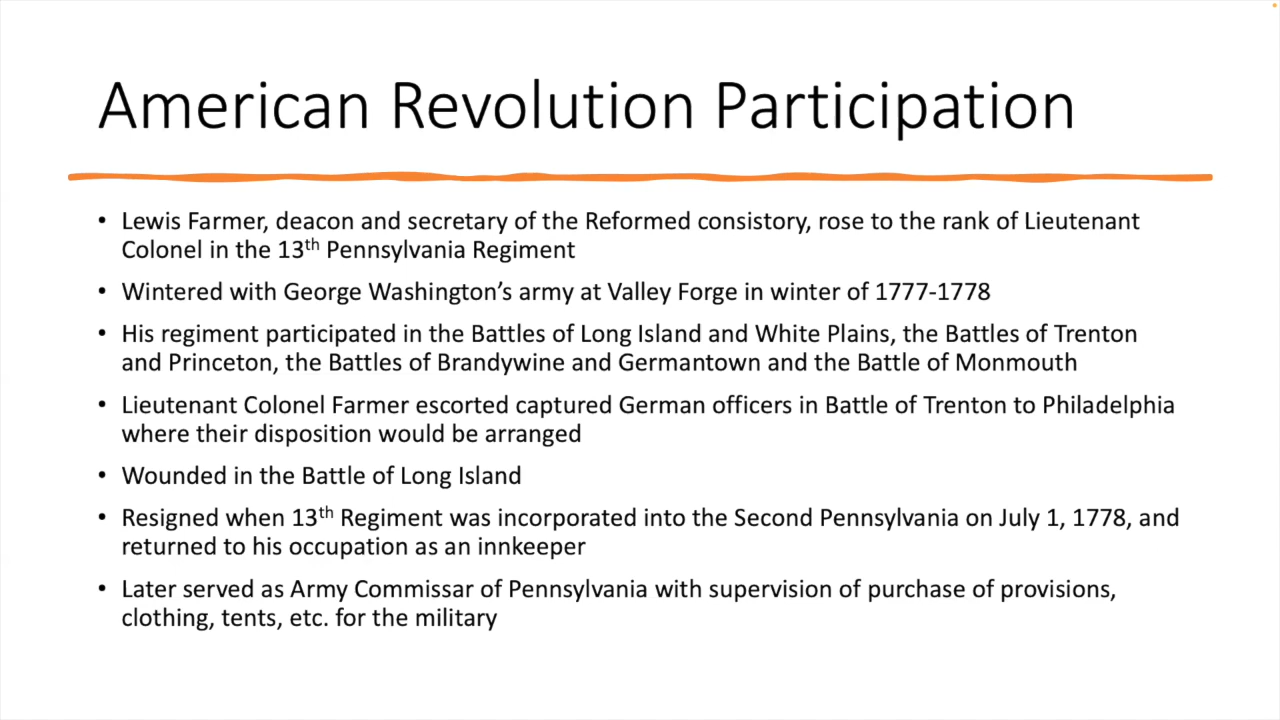 American Revolution Participation
• Lewis Farmer, deacon and secretary of the Reformed consistory, rose to the rank of Lieutenant
Colonel in the 13th Pennsylvania Regiment
• Wintered with George Washington’s army at Valley Forge in winter of 1777-1778
• His regiment participated in the Battles of Long Island and White Plains, the Battles of Trenton
and Princeton, the Battles of Brandywine and Germantown and the Battle of Monmouth
• Lieutenant Colonel Farmer escorted captured German officers in Battle of Trenton to Philadelphia
where their disposition would be arranged
• Wounded in the Battle of Long Island
• Resigned when 13th Regiment was incorporated into the Second Pennsylvania on July 1, 1778, and
returned to his occupation as an innkeeper
• Later served as Army Commissar of Pennsylvania with supervision of purchase of provisions,
clothing, tents, etc. for the military